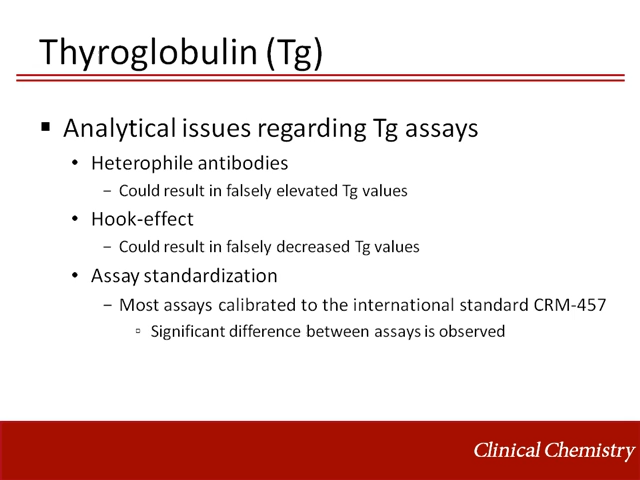 Thyroglobulin (Tg)
▪ Analytical issues regarding Tg assays
• Heterophile antibodies
– Could result in falsely elevated Tg values
• Hook-effect
– Could result in falsely decreased Tg values
• Assay standardization
– Most assays calibrated to the international standard CRM-457
▫ Significant difference between assays is observed
Clinical Chemistry